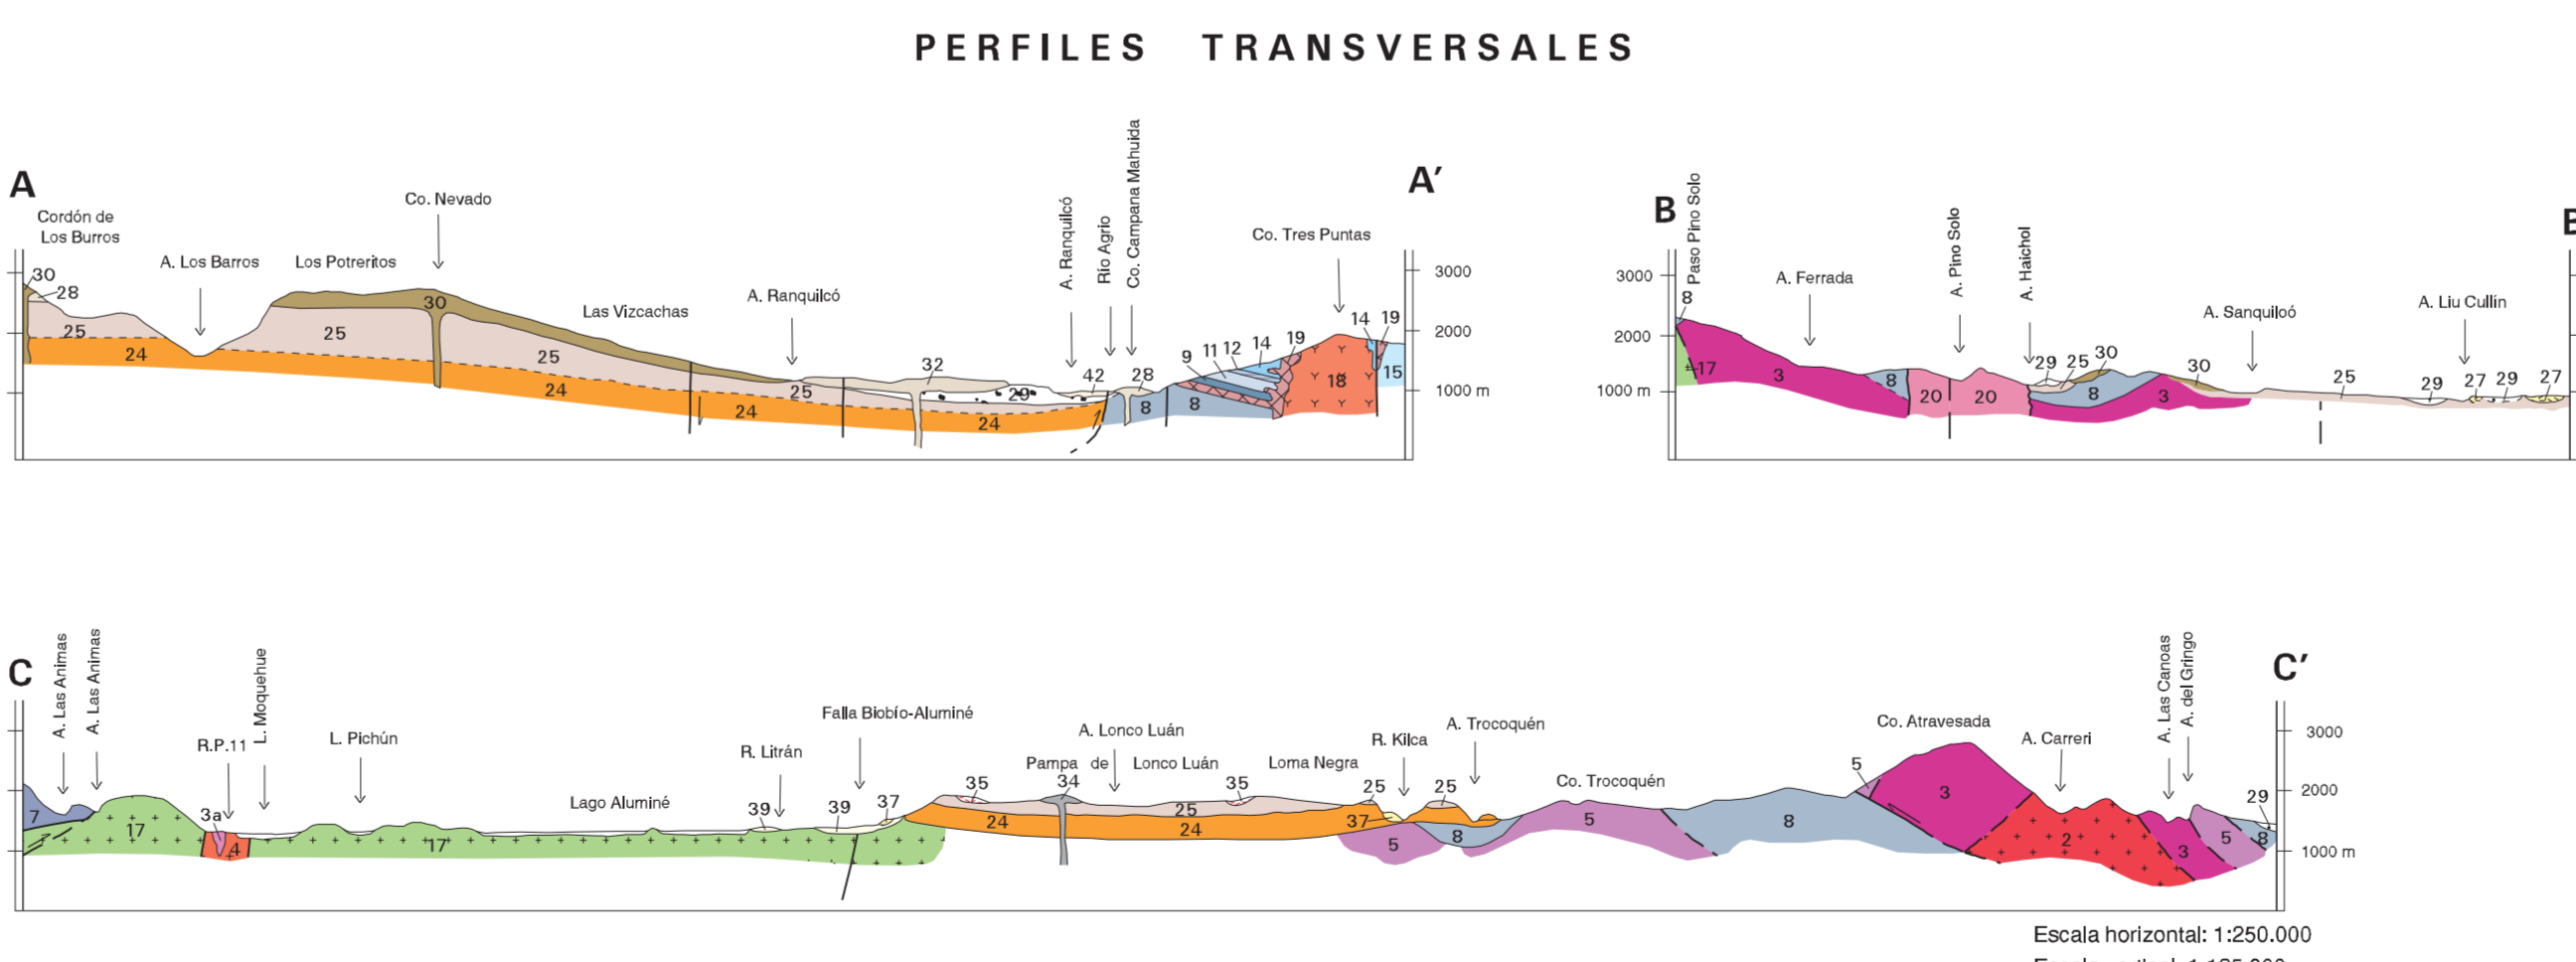 PERFILES TRANSVERSALES
A
A′
B
B
Cordón de
Los Burros
A. Los Barros
Los Potreritos
Co. Nevado
Las Vizcachas
A. Ranquilcó
A. Ranquilcó
Río Agrio
Co. Campana Mahuida
Co. Tres Puntas
30
28
25
24
25
30
25
24
24
25
32
29
24
42
28
8
8
9
11
12
14
19
18
14
19
15
3000
2000
1000 m
Paso Pino Solo
A. Ferrada
A. Pino Solo
A. Haichol
A. Sanquiloó
A. Liu Cullín
3000
2000
1000 m
8
17
3
8
20
20
29
25
30
8
3
30
25
29
27
29
27
C
C′
A. Las Animas
A. Las Animas
R.P.11
L. Moquehue
L. Pichún
Lago Aluminé
R. Litrán
Falla Biobío-Aluminé
A. Lonco Luán
Pampa de Lonco Luán
Loma Negra
R. Kilca
A. Trocoquén
Co. Trocoquén
Co. Atravesada
A. Carreri
A. Las Canoas
A. del Gringo
7
17
3a
4
17
39
39
37
35
34
35
24
25
24
25
37
25
5
8
5
8
5
3
2
3
5
8
29
3000
2000
1000 m
Escala horizontal: 1:250.000